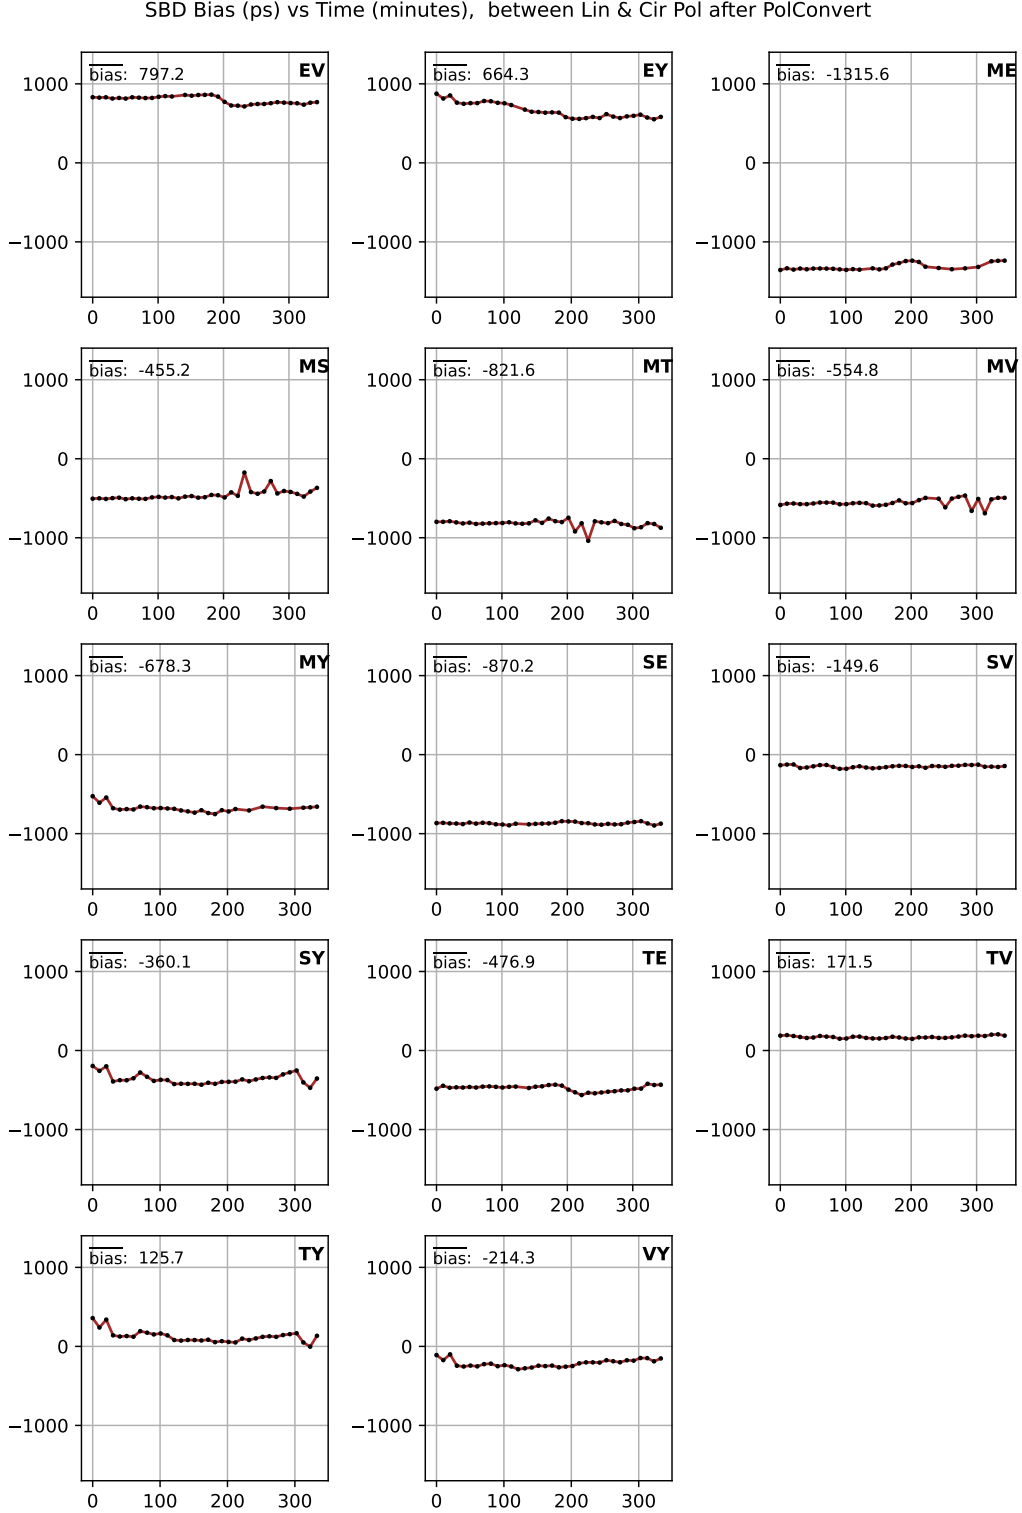 SBD Bias (ps) vs Time (minutes),  between Lin & Cir Pol after PolConvert
1000
0
−1000
0 100 200 300
bias: 797.2 EV
1000
0
−1000
0 100 200 300
bias: 664.3 EY
1000
0
−1000
0 100 200 300
bias: -1315.6 ME
1000
0
−1000
0 100 200 300
bias: -455.2 MS
1000
0
−1000
0 100 200 300
bias: -821.6 MT
1000
0
−1000
0 100 200 300
bias: -554.8 MV
1000
0
−1000
0 100 200 300
bias: -678.3 MY
1000
0
−1000
0 100 200 300
bias: -870.2 SE
1000
0
−1000
0 100 200 300
bias: -149.6 SV
1000
0
−1000
0 100 200 300
bias: -360.1 SY
1000
0
−1000
0 100 200 300
bias: -476.9 TE
1000
0
−1000
0 100 200 300
bias: 171.5 TV
1000
0
−1000
0 100 200 300
bias: 125.7 TY
1000
0
−1000
0 100 200 300
bias: -214.3 VY